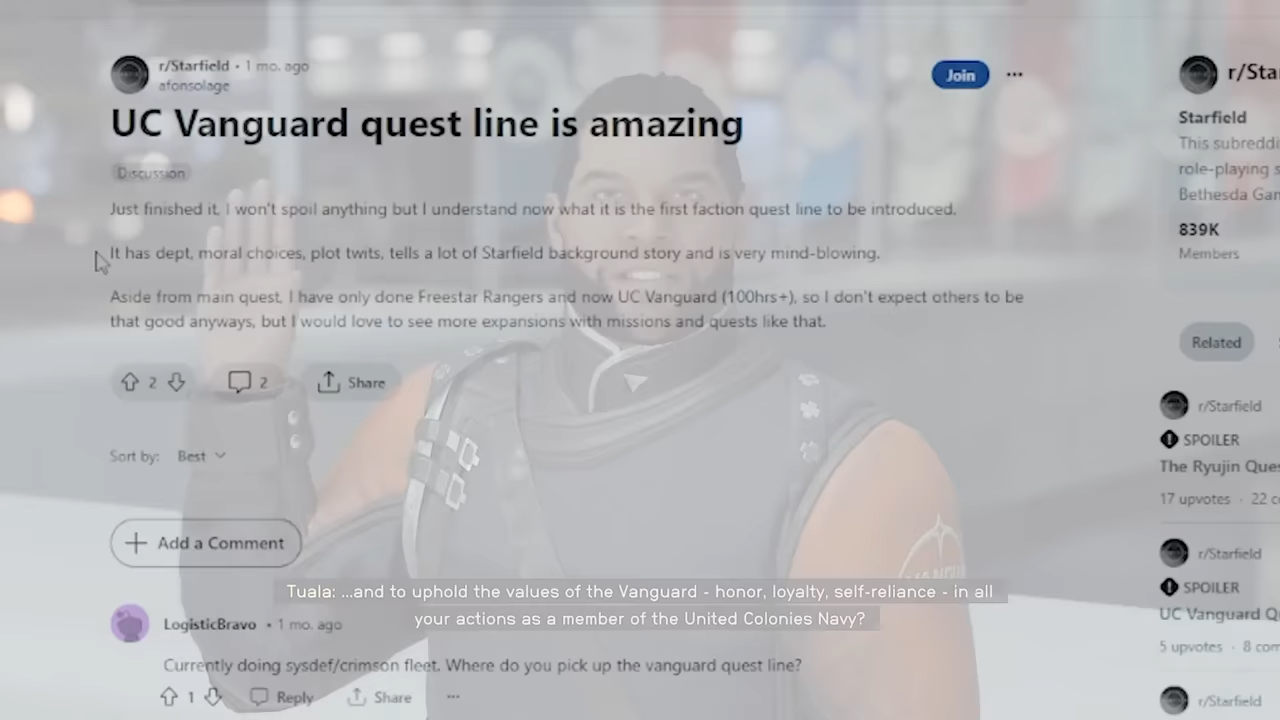 r/Starfield • 1 mo. ago
afonsolage
Join
UC Vanguard quest line is amazing
Discussion
Just finished it, I won't spoil anything but I understand now what it is the first faction quest line to be introduced.
It has dept, moral choices, plot twits, tells a lot of Starfield background story and is very mind-blowing.
Aside from main quest, I have only done Freestar Rangers and now UC Vanguard (100hrs+), so I don't expect others to be
that good anyways, but I would love to see more expansions with missions and quests like that.
2
2
Share
Sort by: Best
Add a Comment
Tuala: ...and to uphold the values of the Vanguard - honor, loyalty, self-reliance - in all
your actions as a member of the United Colonies Navy?
LogisticBravo • 1 mo. ago
Currently doing sysdef/crimson fleet. Where do you pick up the vanguard quest line?
1
Reply
Share
r/Sta
Starfield
This subreddi
role-playing s
Bethesda Gan
839K
Members
Related
r/Starfield
SPOILER
The Ryujin Ques
17 upvotes · 22 c
r/Starfield
SPOILER
UC Vanguard Q
5 upvotes · 8 com
r/Starfield